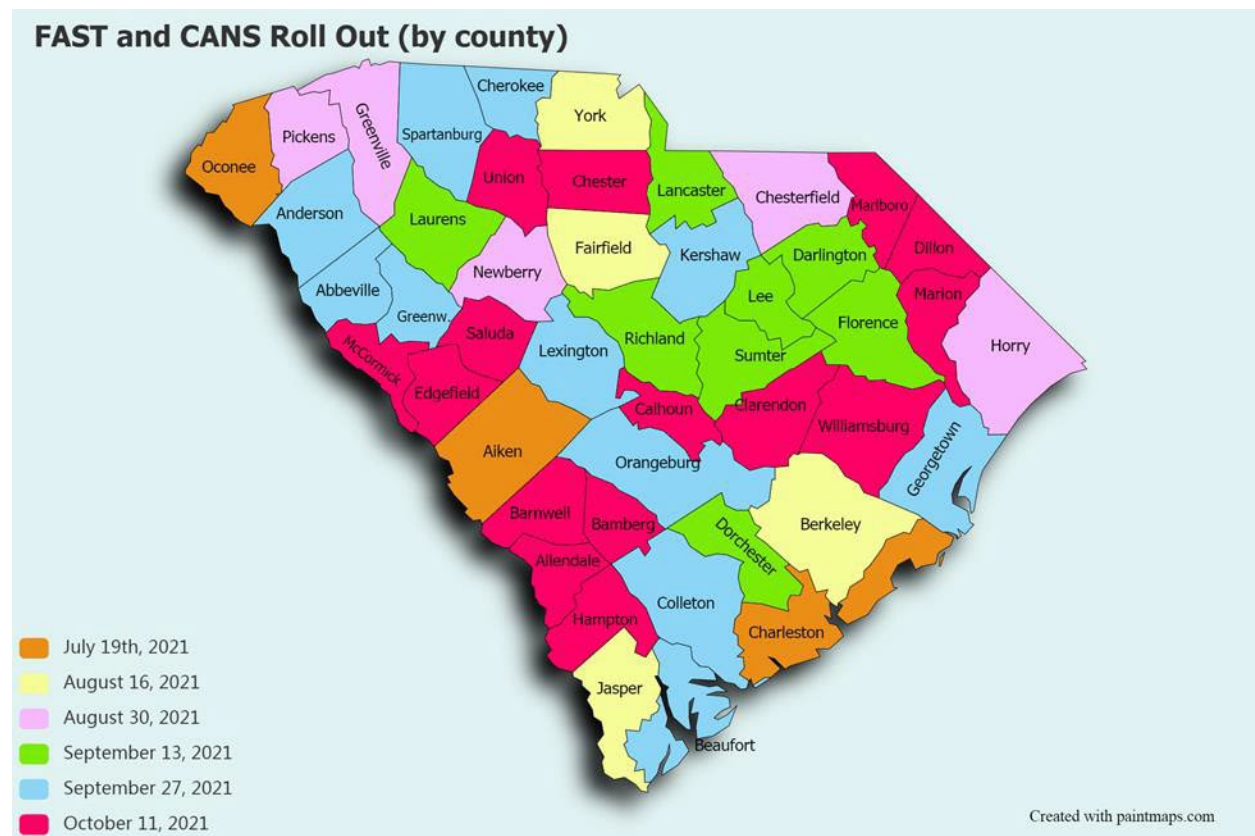 FAST and CANS Roll Out (by county)
Cherokee
York
Greenville
Pickens
Spartanburg
Oconee
Union
Chester
Lancaster
Chesterfield
Marlboro
Anderson
Laurens
Fairfield
Kershaw
Darlington
Dillon
Newberry
Abbeville
Lee
Marion
Greenw.
Florence
Saluda
Richland
Lexington
Sumter
Horry
McCormick
Edgefield
Calhoun
Clarendon
Williamsburg
Aiken
Orangeburg
Georgetown
Barnwell
Bamberg
Berkeley
Dorchester
Allendale
Colleton
Hampton
Charleston
Jasper
Beaufort
July 19th, 2021
August 16, 2021
August 30, 2021
September 13, 2021
September 27, 2021
October 11, 2021
Created with paintmaps.com